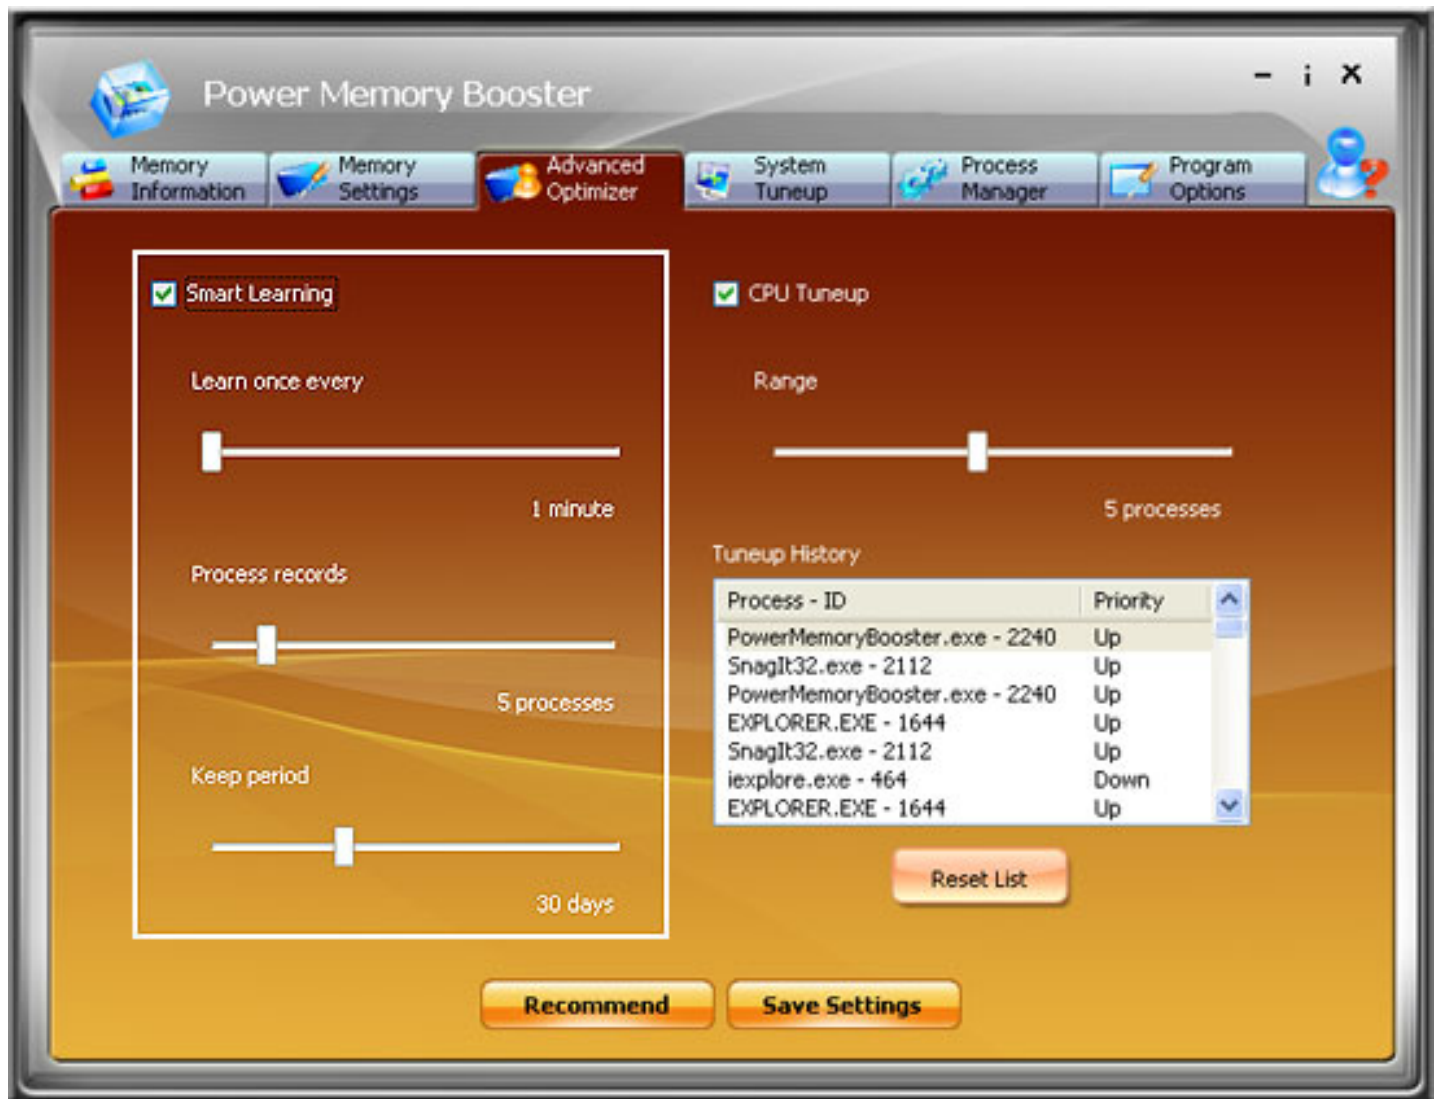 Power Memory Booster
Memory Information
Memory Settings
Advanced Optimizer
System Tuneup
Process Manager
Program Options
Smart Learning
Learn once every
1 minute
Process records
5 processes
Keep period
30 days
CPU Tuneup
Range
5 processes
Tuneup History
Process - ID Priority
PowerMemoryBooster.exe - 2240 Up
SnagIt32.exe - 2112 Up
PowerMemoryBooster.exe - 2240 Up
EXPLORER.EXE - 1644 Up
SnagIt32.exe - 2112 Up
iexplore.exe - 464 Down
EXPLORER.EXE - 1644 Up
Reset List
Recommend
Save Settings